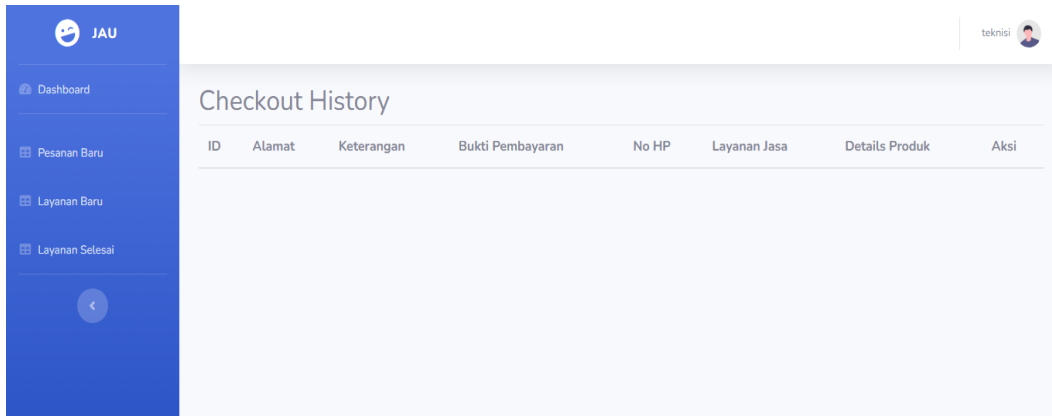 JAU
teknisi
Dashboard
Pesanan Baru
Layanan Baru
Layanan Selesai
Checkout History
ID Alamat Keterangan Bukti Pembayaran No HP Layanan Jasa Details Produk Aksi